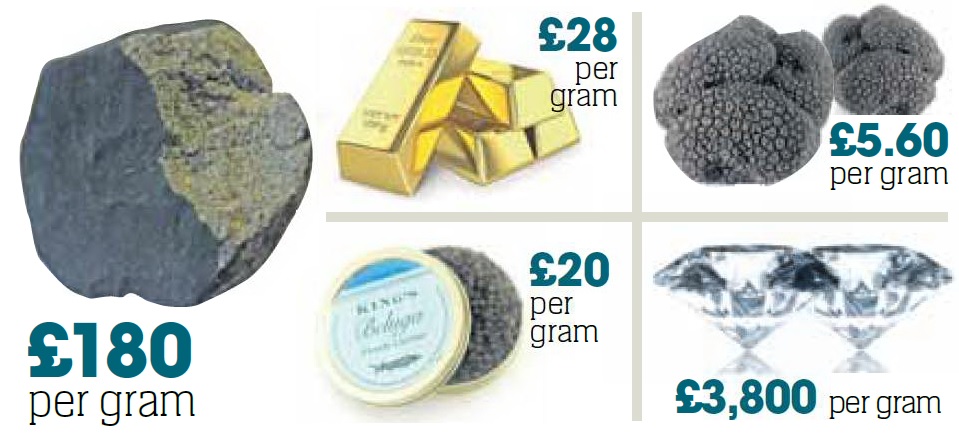 £180
per gram
£28
per
gram
£5.60
per gram
KING'S
Beluga
£20
per
gram
£3,800 per gram